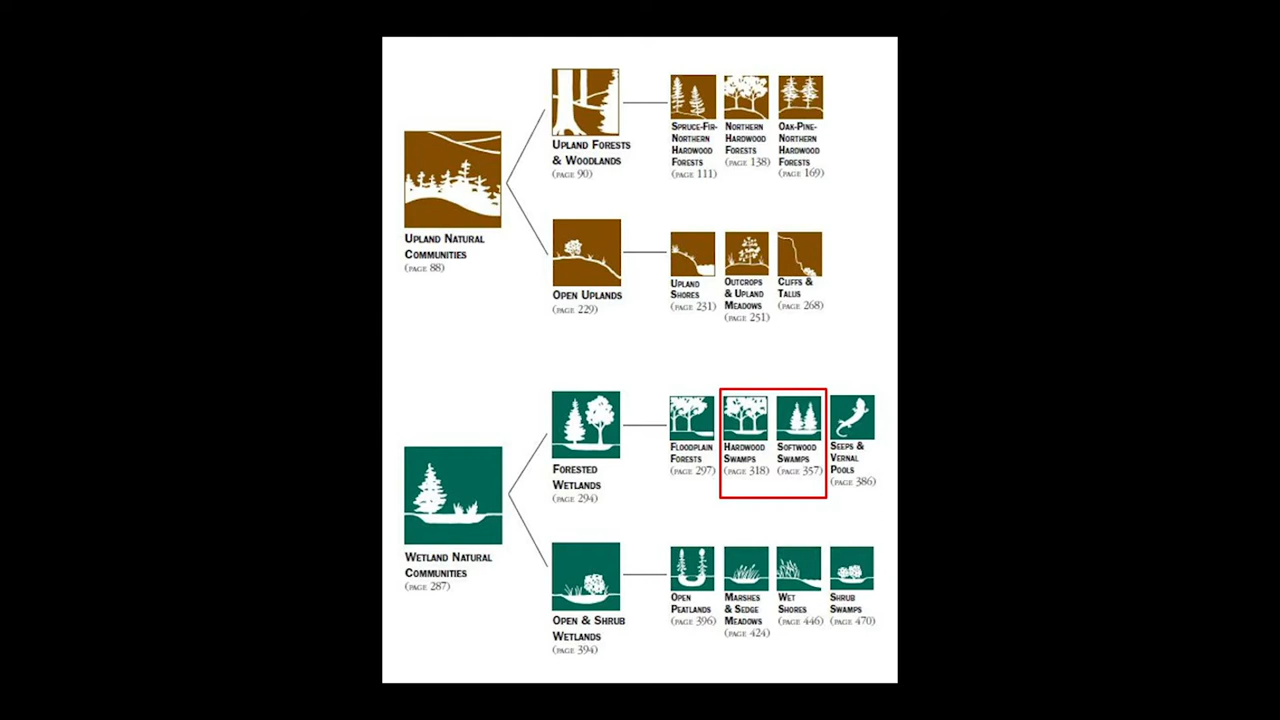 Upland Natural
Communities
(page 88)
Upland Forests
& Woodlands
(page 90)
Spruce-Fir-
Northern
Hardwood
Forests
(page 111)
Northern
Hardwood
Forests
(page 138)
Oak-Pine-
Northern
Hardwood
Forests
(page 169)
Open Uplands
(page 229)
Upland
Shores
(page 231)
Outcrops
& Upland
Meadows
(page 251)
Cliffs &
Talus
(page 268)
Wetland Natural
Communities
(page 287)
Forested
Wetlands
(page 294)
Floodplain
Forests
(page 297)
Hardwood
Swamps
(page 318)
Softwood
Swamps
(page 357)
Seeps &
Vernal
Pools
(page 386)
Open & Shrub
Wetlands
(page 394)
Open
Peatlands
(page 396)
Marshes
& Sedge
Meadows
(page 424)
Wet
Shores
(page 446)
Shrub
Swamps
(page 470)